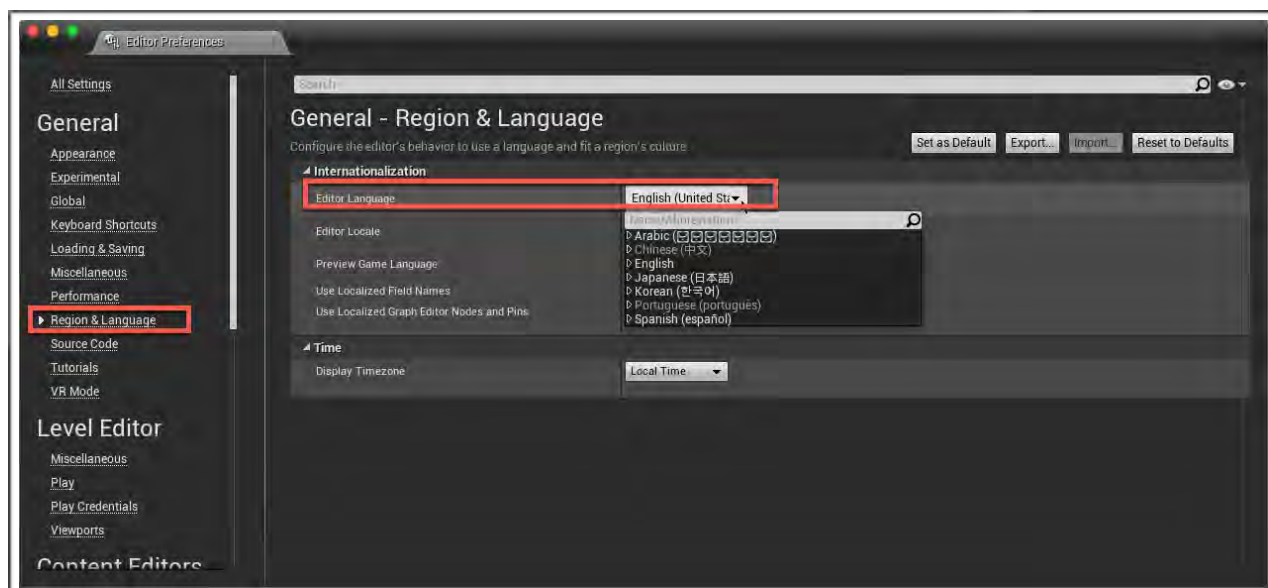 Editor Preferences
All Settings
General
Appearance
Experimental
Global
Keyboard Shortcuts
Loading & Saving
Miscellaneous
Performance
Region & Language
Source Code
Tutorials
VR Mode
Level Editor
Miscellaneous
Play
Play Credentials
Viewports
Content Editors
Search
General - Region & Language
Configure the editor's behavior to use a language and fit a region's culture
Set as Default Export... Import... Reset to Defaults
Internationalization
Editor Language English (United Sta
Editor Locale
Preview Game Language
Use Localized Field Names
Use Localized Graph Editor Nodes and Pins
Name/Abbreviation
Arabic (
Chinese (中文)
English
Japanese (日本語)
Korean (한국어)
Portuguese (português)
Spanish (español)
Time
Display Timezone Local Time